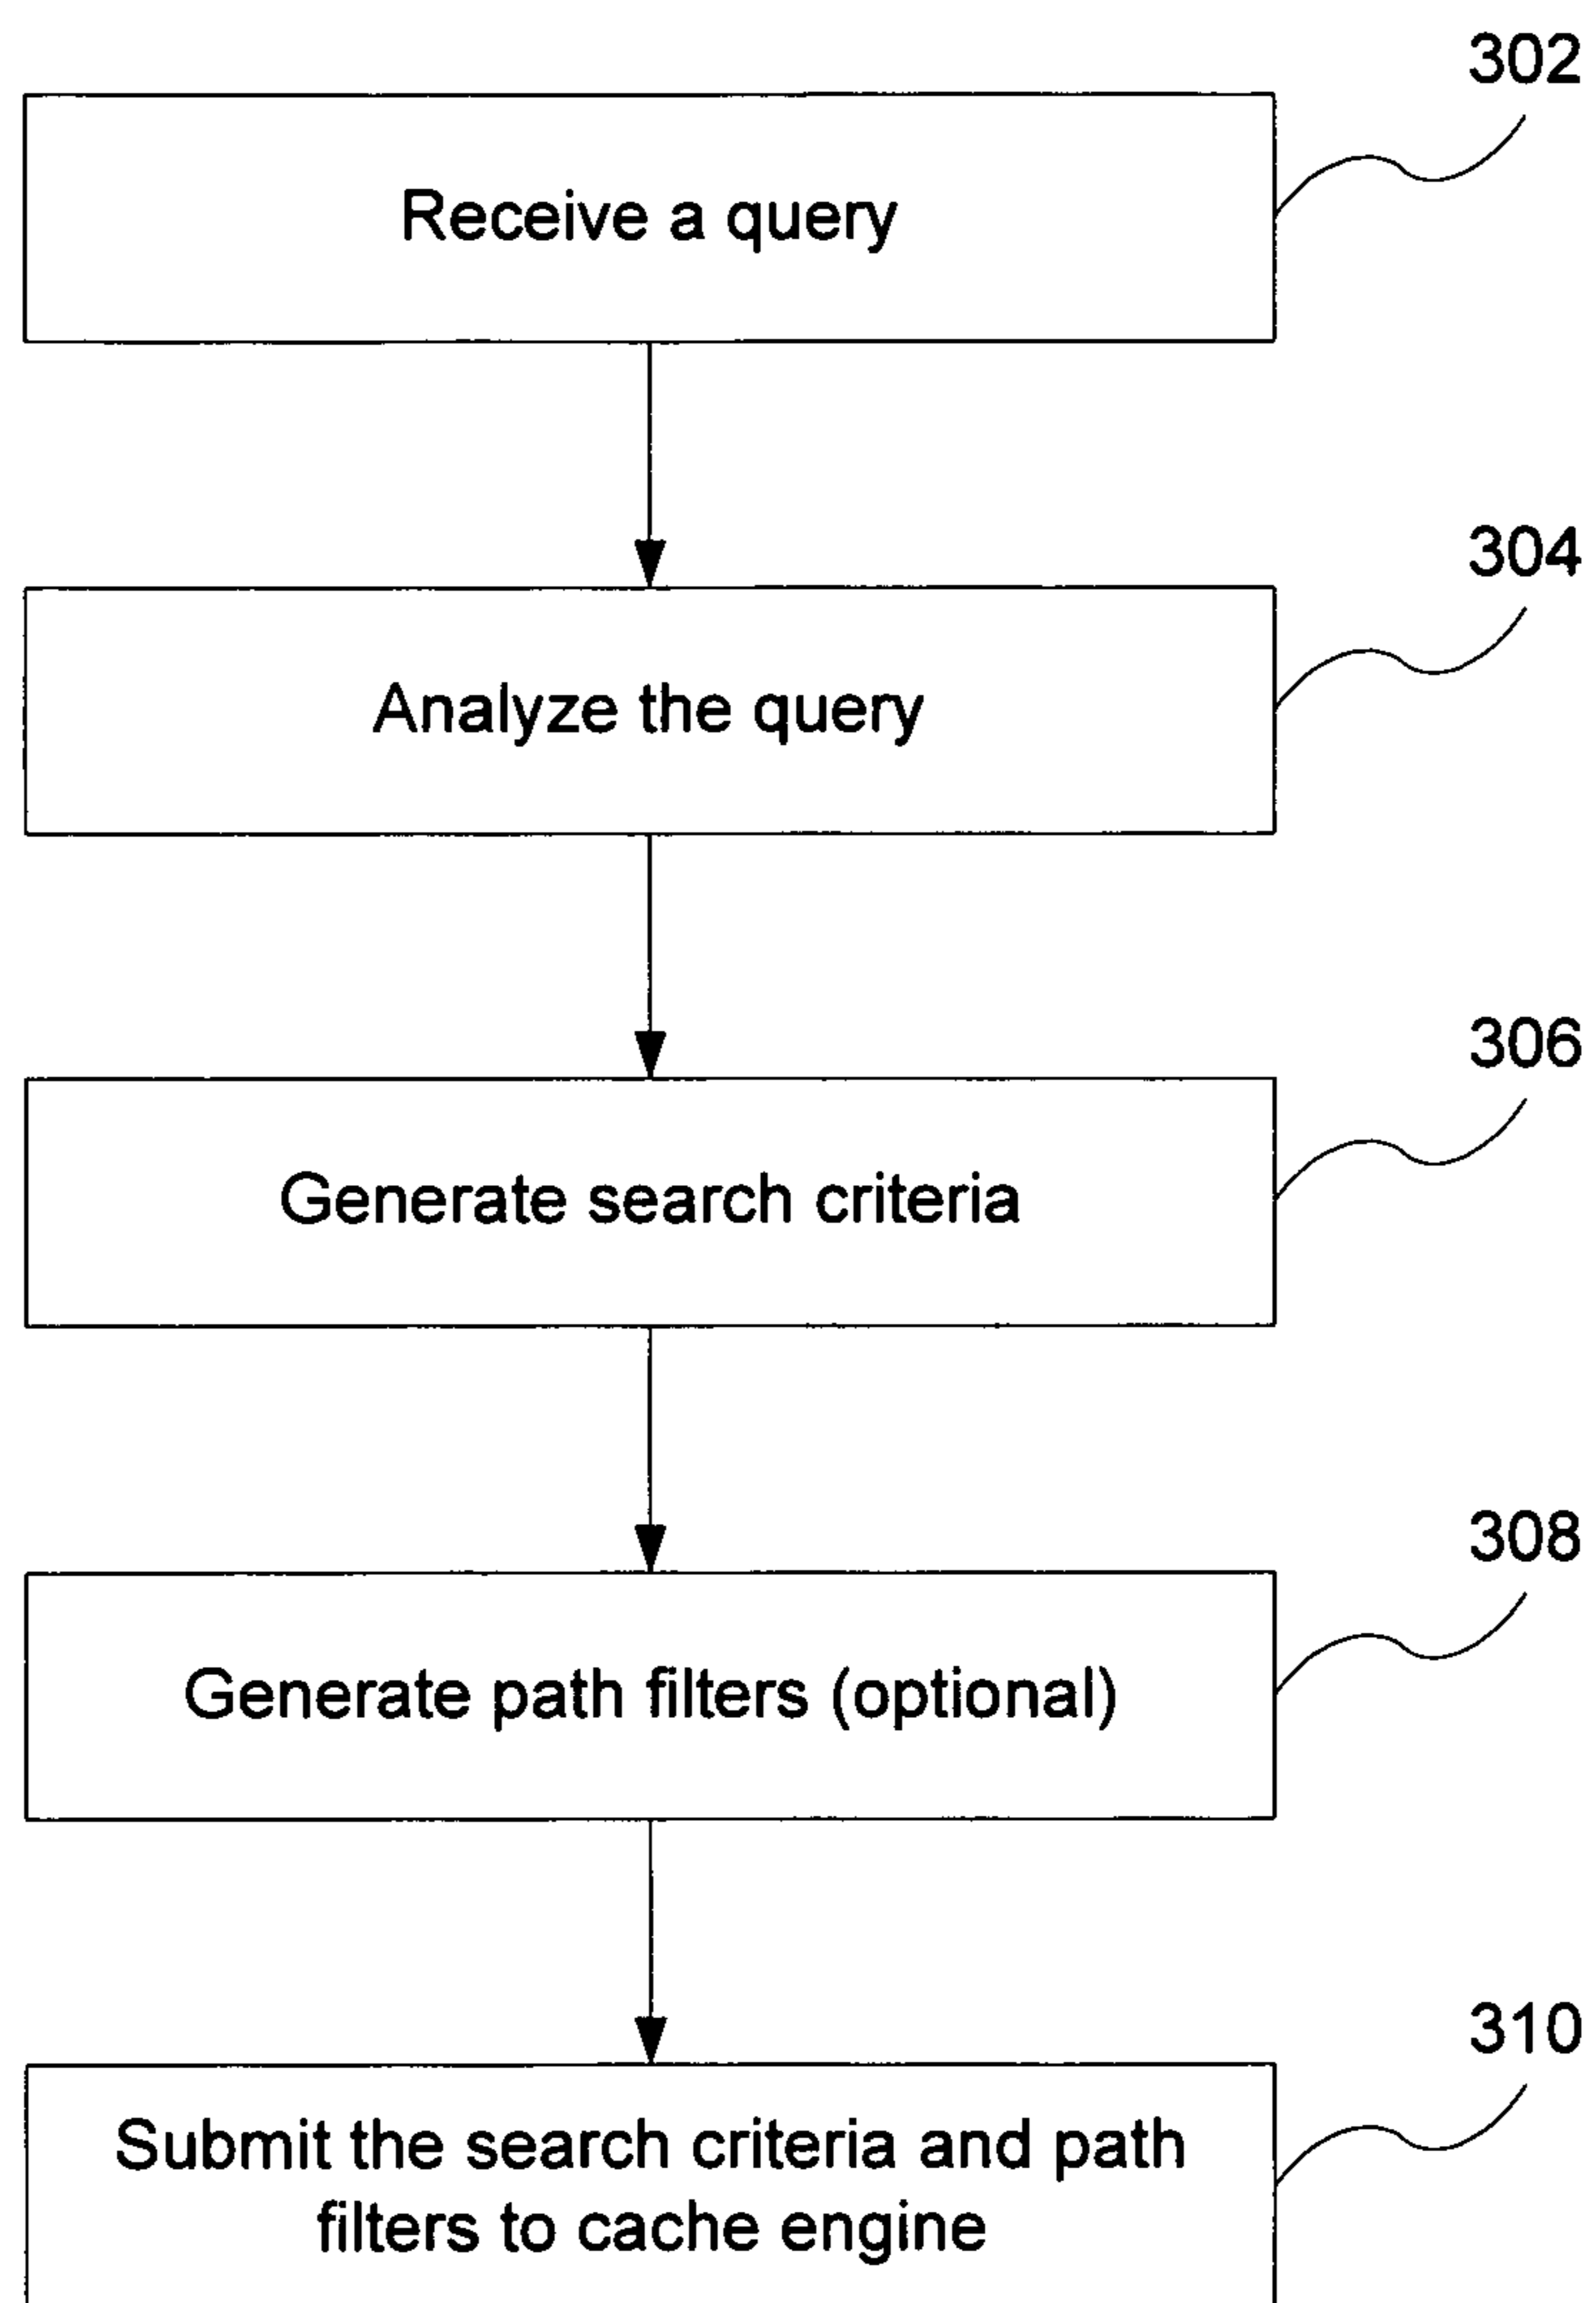 302
Receive a query
304
Analyze the query
306
Generate search criteria
308
Generate path filters (optional)
310
Submit the search criteria and path
filters to cache engine